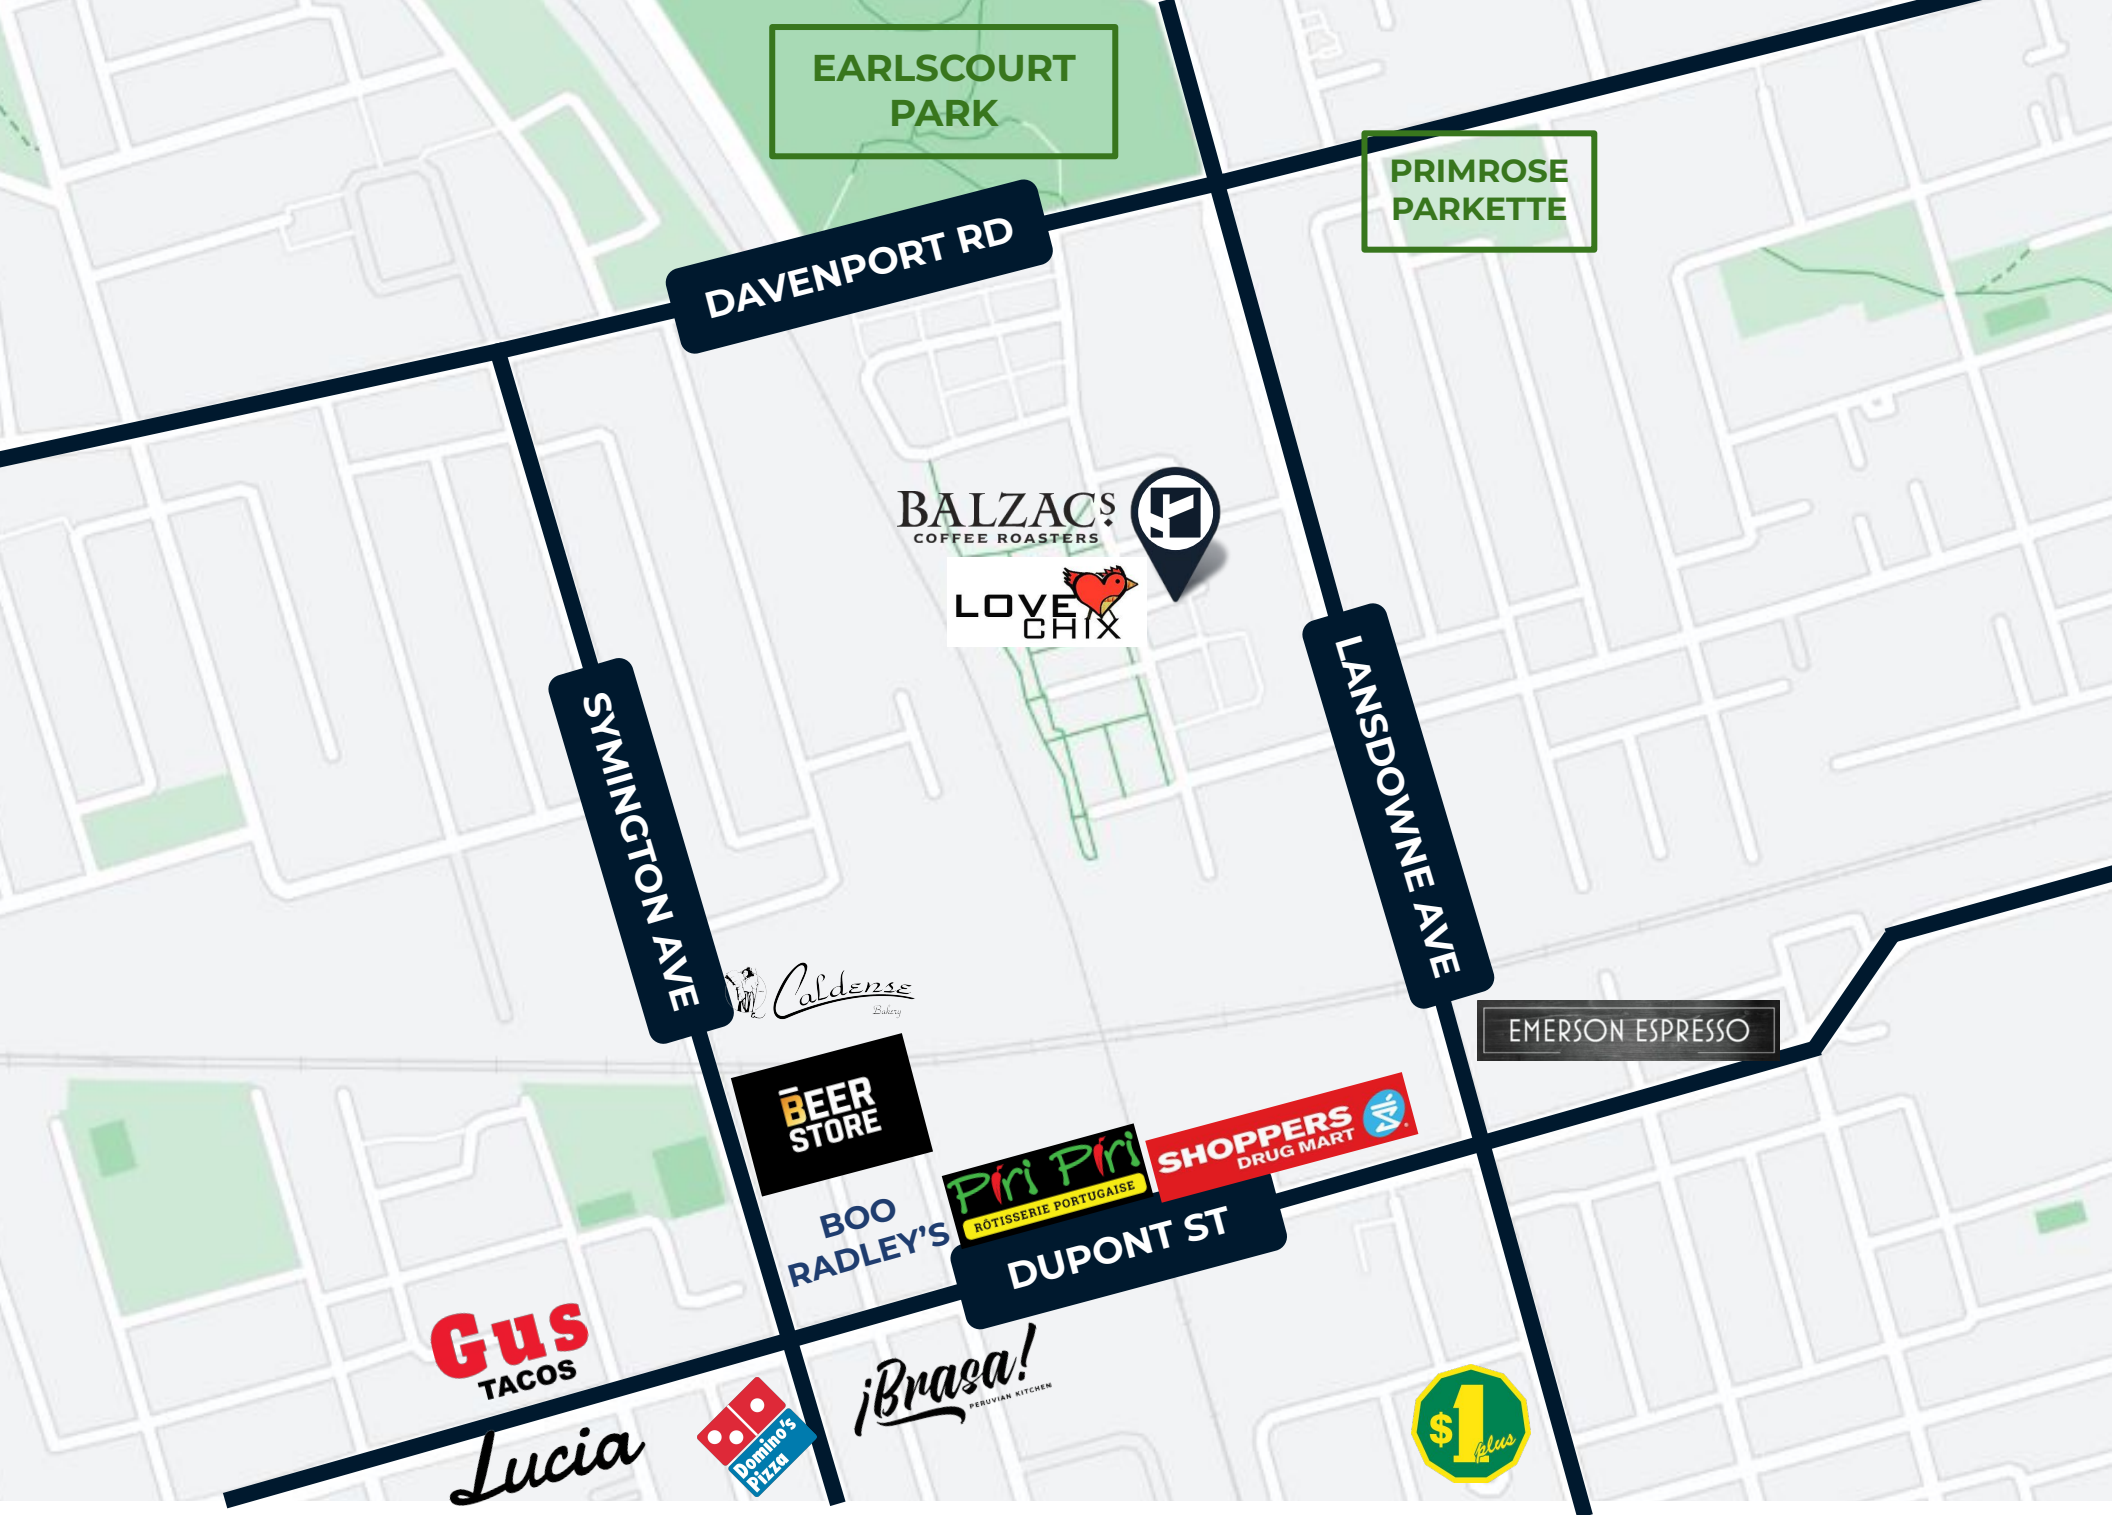 EARLSCOURT
PARK
PRIMROSE
PARKETTE
DAVENPORT RD
BALZAC'S
COFFEE ROASTERS
LOVE
CHIX
LANSDOWNE AVE
SYMINGTON AVE
Caldense
Bakery
EMERSON ESPRESSO
BEER
STORE
SHOPPERS
DRUG MART
Piri Piri
RÔTISSERIE PORTUGAISE
BOO
RADLEY'S
DUPONT ST
Gus
TACOS
¡Brasa!
PERUVIAN KITCHEN
Lucia
Domino's
Pizza
$1
plus